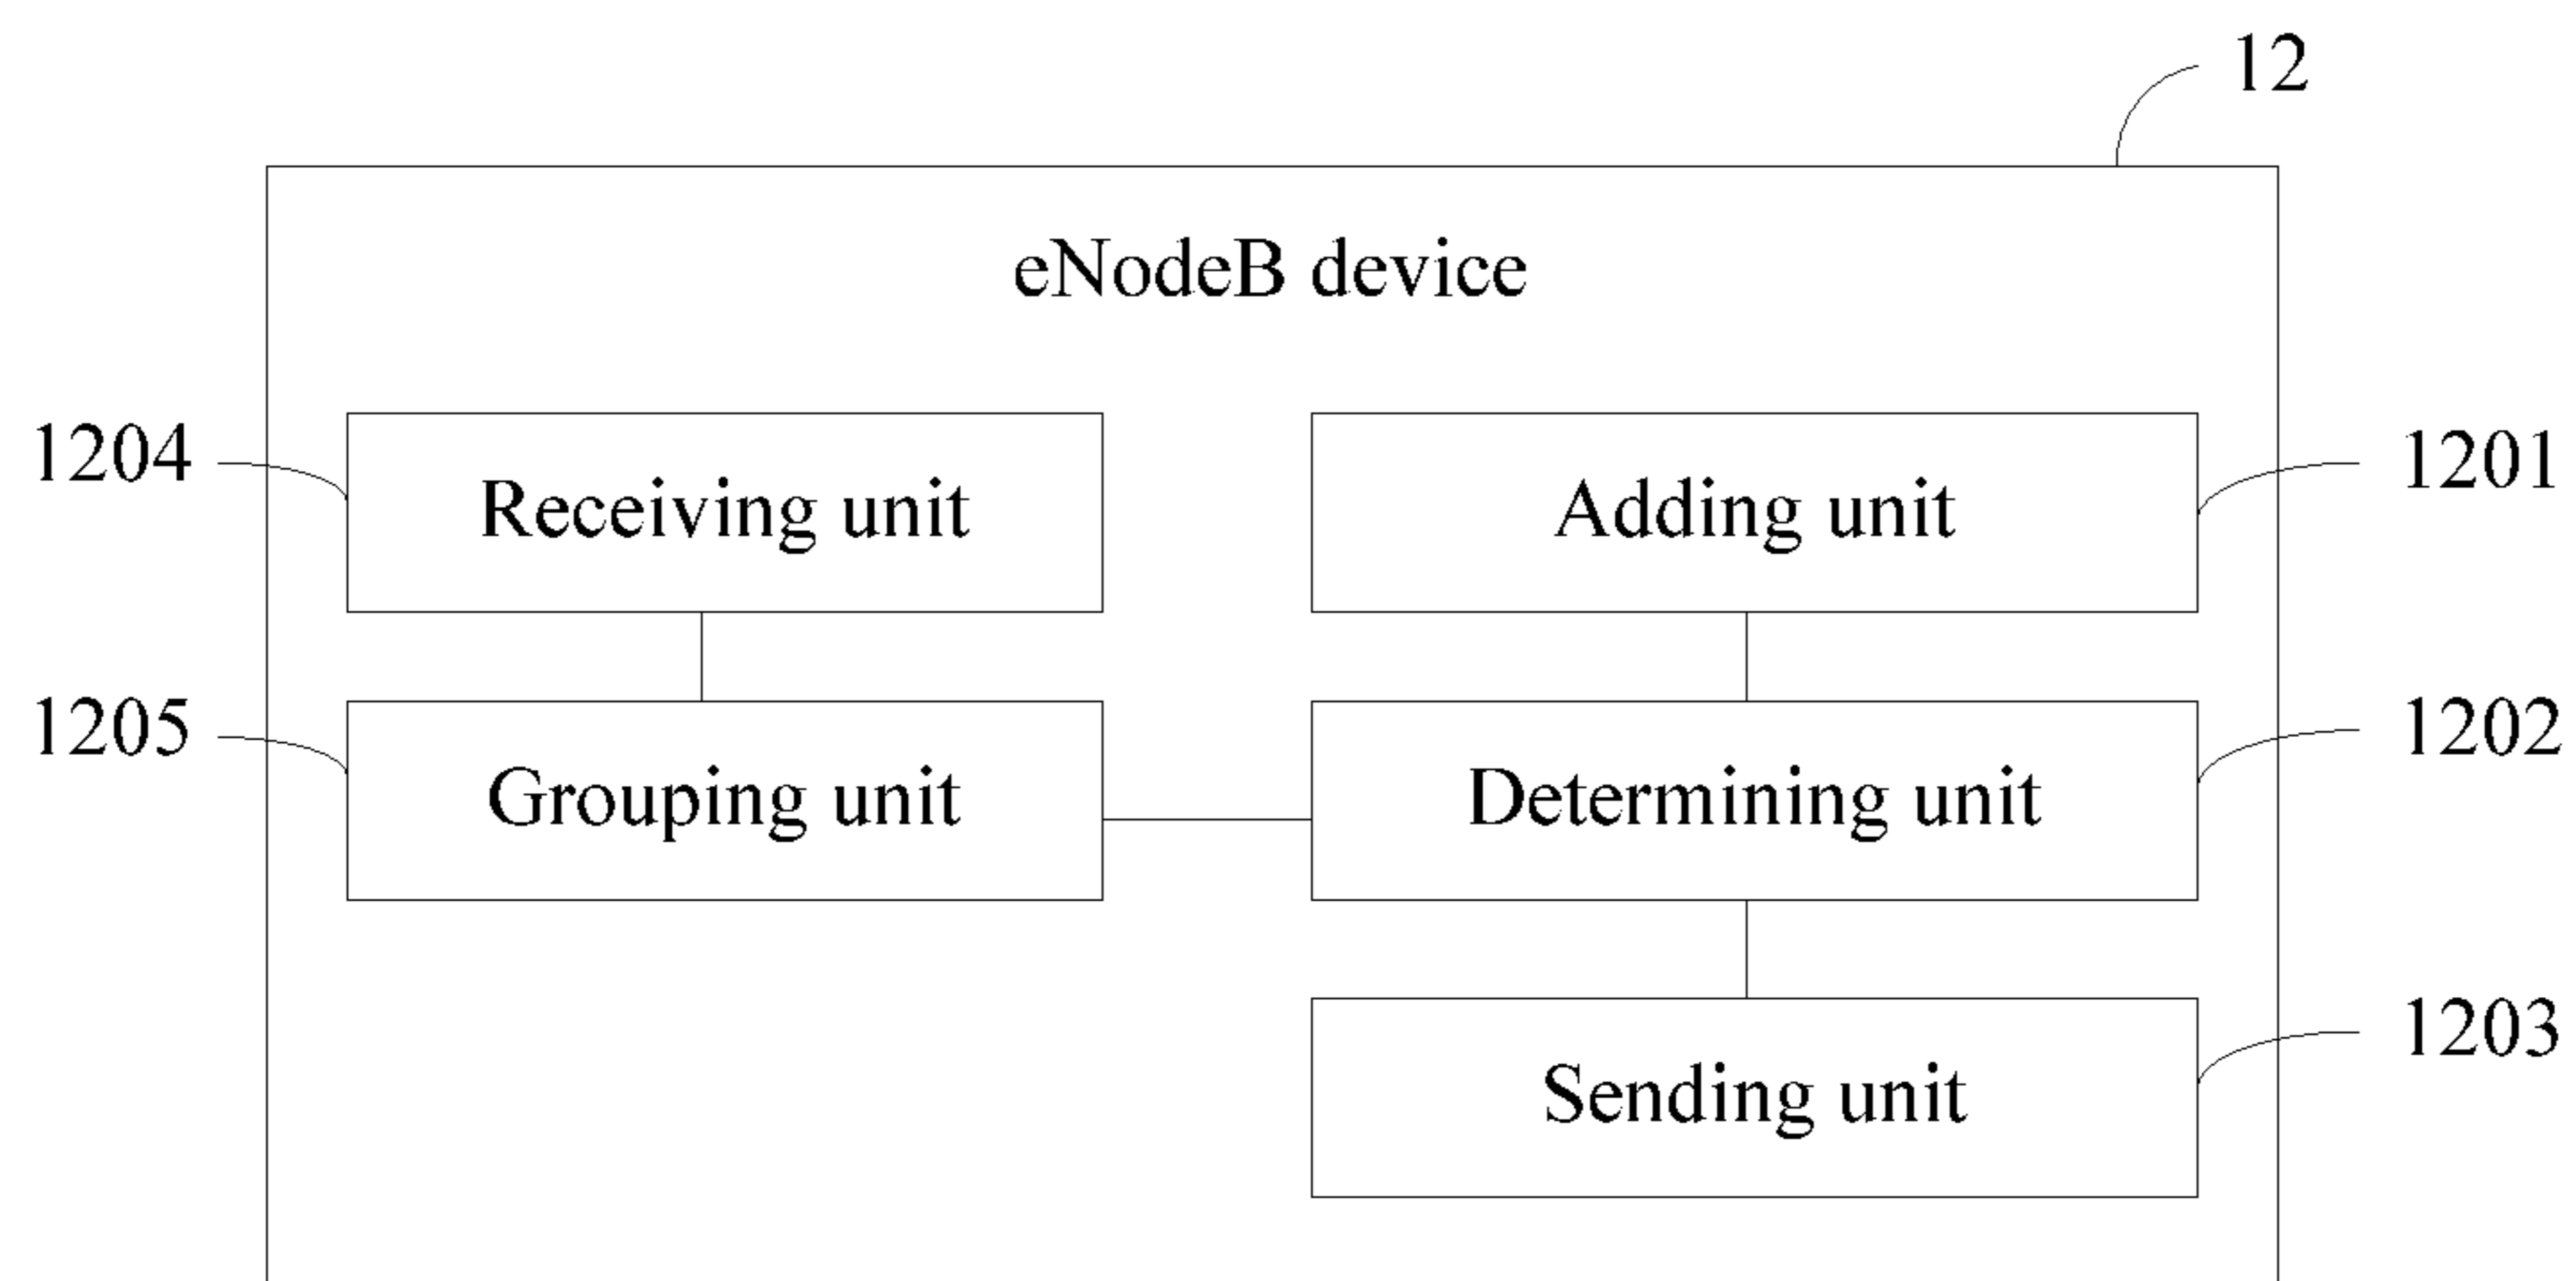 12
eNodeB device
1204
Receiving unit
Adding unit
1201
1205
Grouping unit
Determining unit
1202
Sending unit
1203